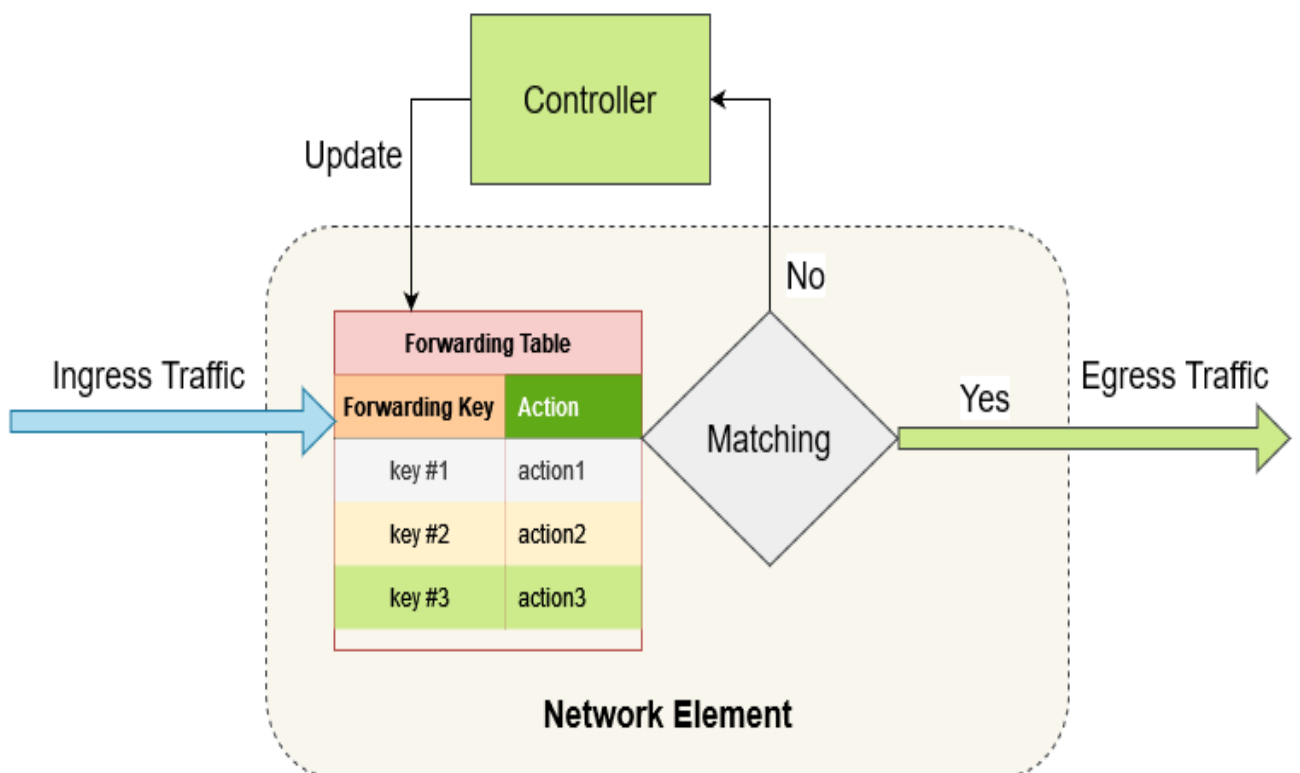 Controller
Update
No
Forwarding Table
Ingress Traffic
Forwarding Key Action
Yes
Egress Traffic
Matching
key #1 action1
key #2 action2
key #3 action3
Network Element